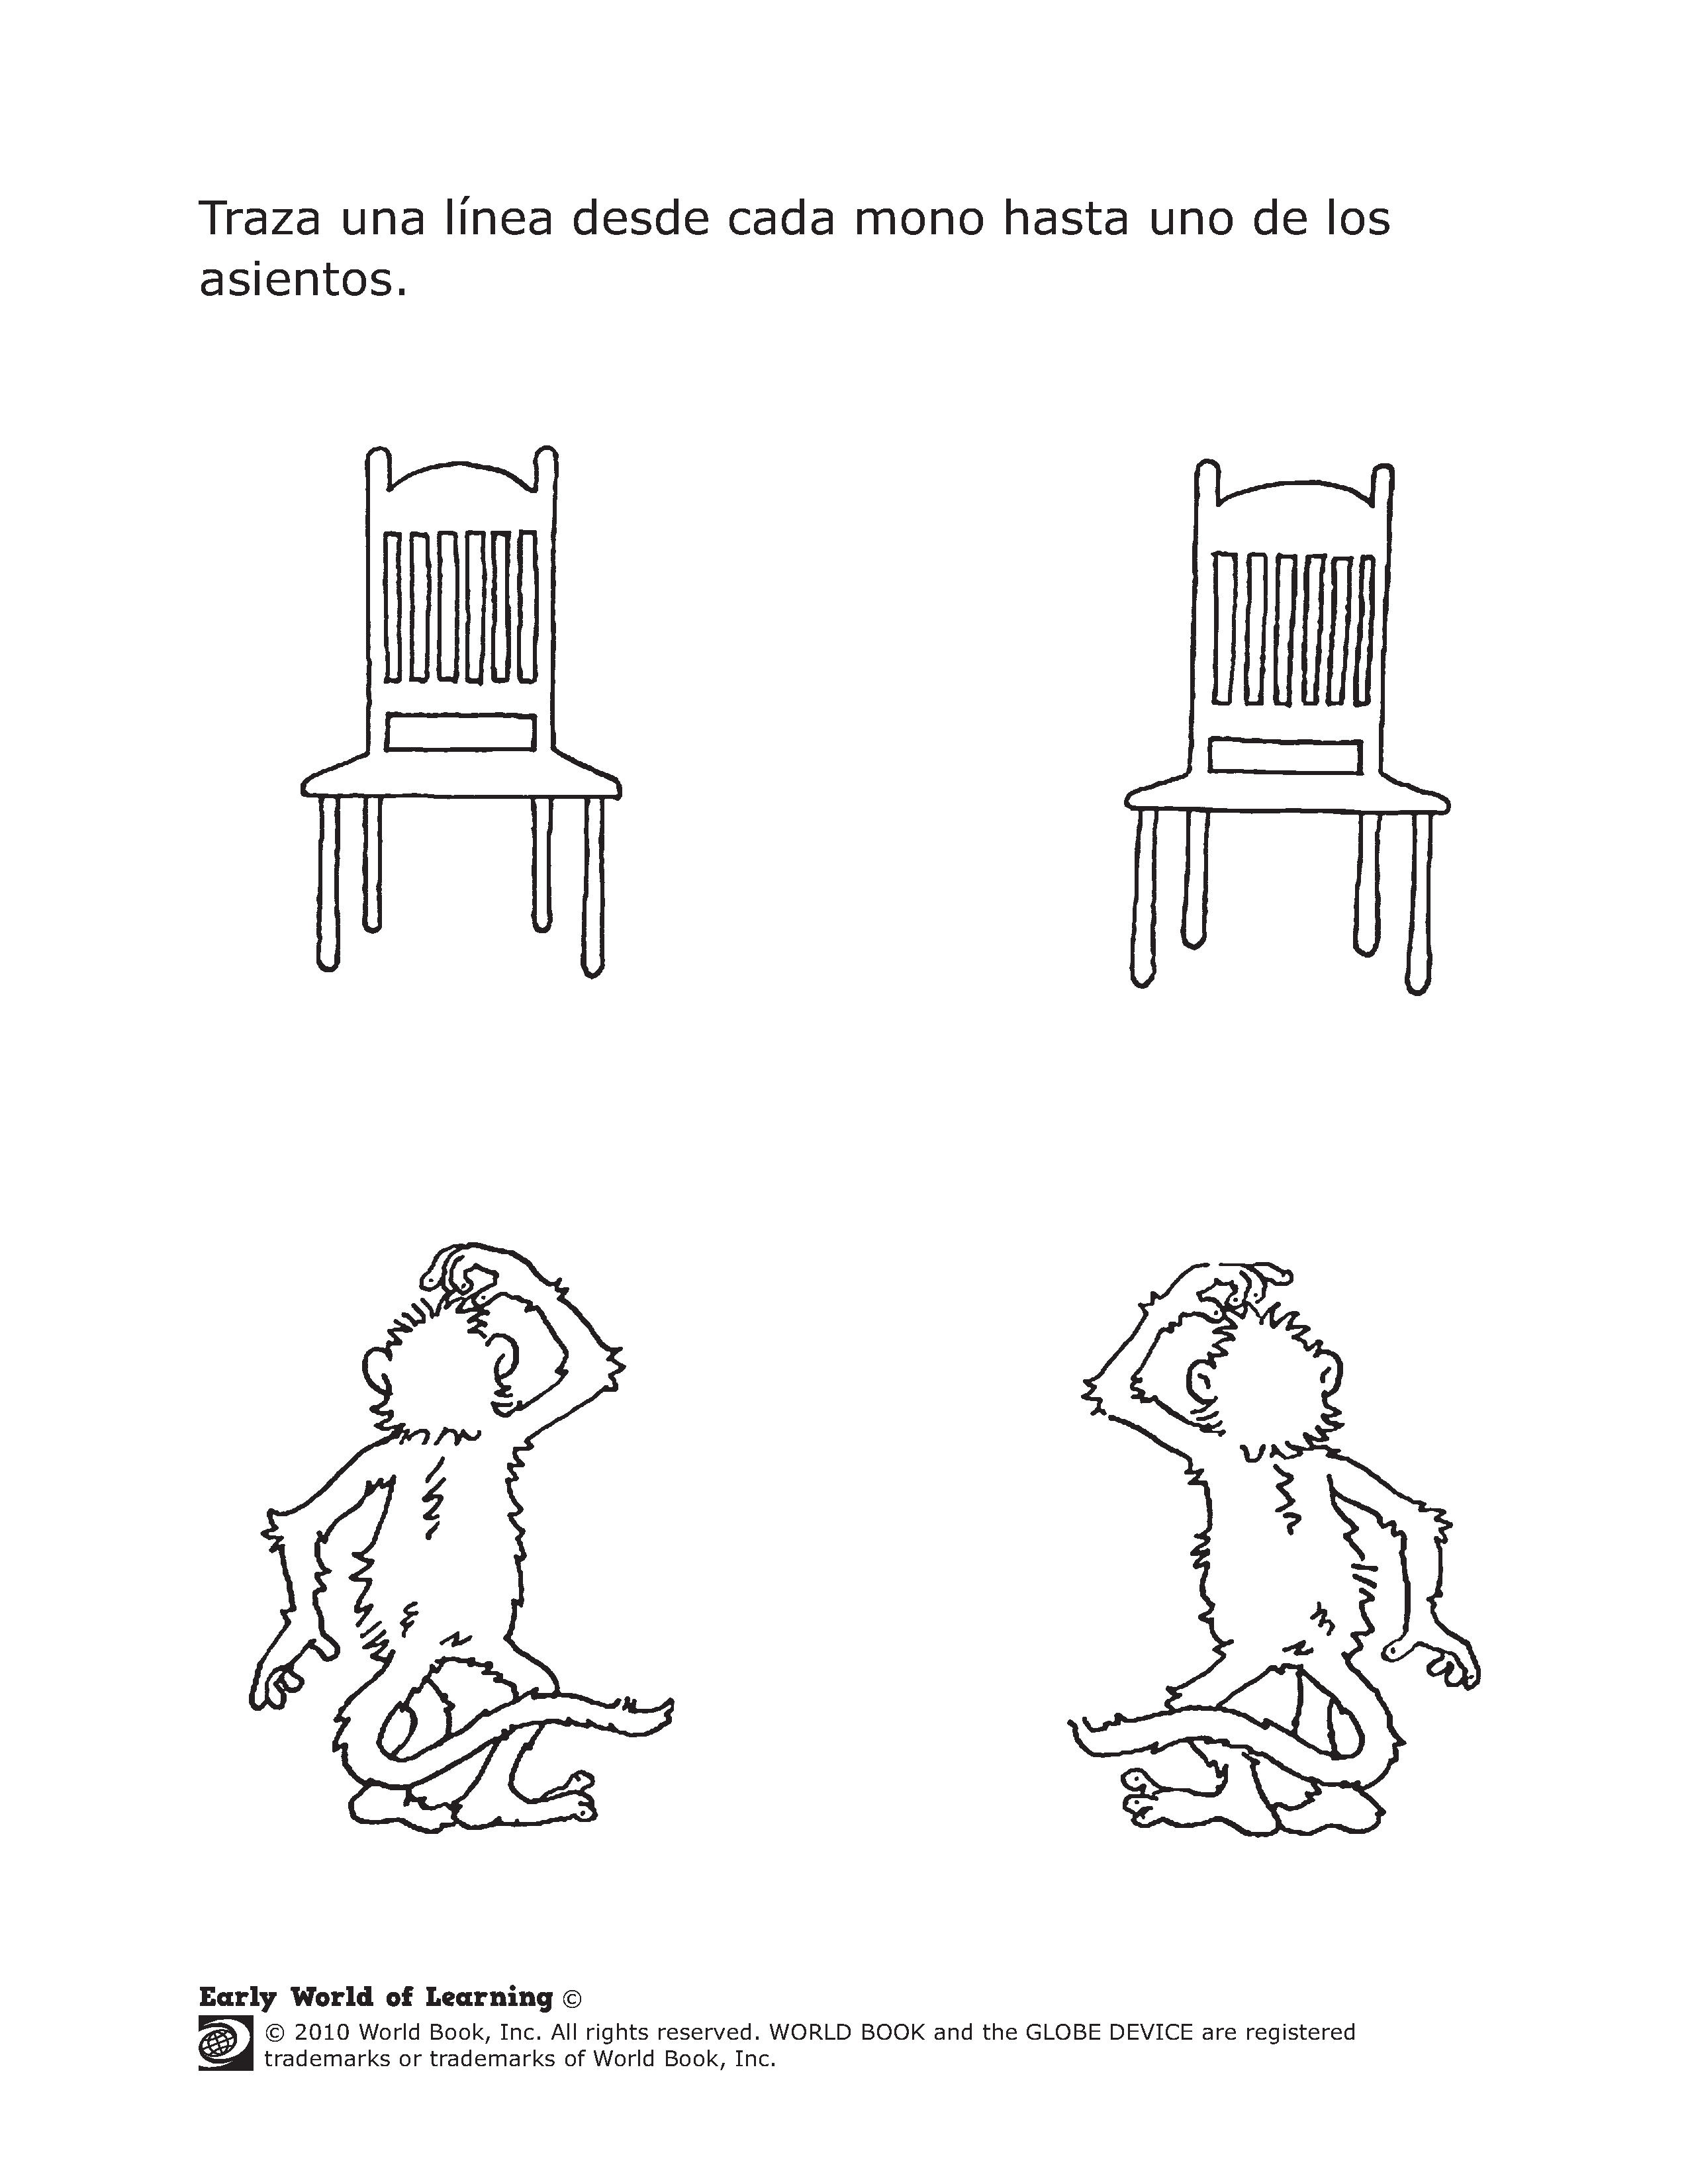 Traza una línea desde cada mono hasta uno de los
asientos.
Early World of Learning ©
© 2010 World Book, Inc. All rights reserved. WORLD BOOK and the GLOBE DEVICE are registered
trademarks or trademarks of World Book, Inc.